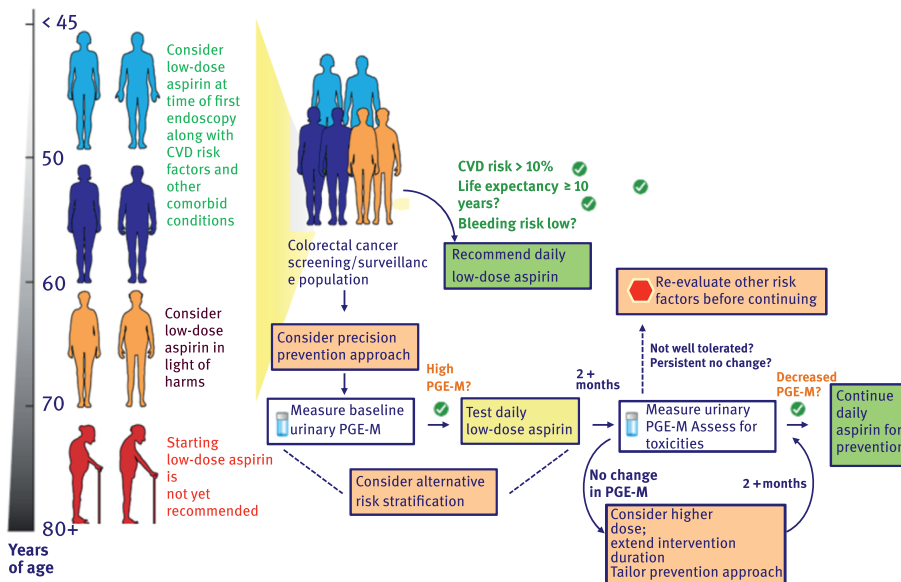 < 45
50
60
70
80+
Years
of age
Consider
low-dose
aspirin at
time of first
endoscopy
along with
CVD risk
factors and
other
comorbid
conditions
Consider
low-dose
aspirin in
light of
harms
Starting
low-dose aspirin
is
not yet
recommended
Colorectal cancer
screening/surveillanc
e population
CVD risk > 10%
Life expectancy ≥ 10
years?
Bleeding risk low?
Recommend daily
low-dose aspirin
Consider precision
prevention approach
Measure baseline
urinary PGE-M
High
PGE-M?
Test daily
low-dose aspirin
Consider alternative
risk stratification
2 +
months
Measure urinary
PGE-M Assess for
toxicities
Not well tolerated?
Persistent no change?
Re-evaluate other risk
factors before continuing
Decreased
PGE-M?
Continue
daily
aspirin for
prevention
No change
in PGE-M
2 + months
Consider higher
dose;
extend intervention
duration
Tailor prevention approach